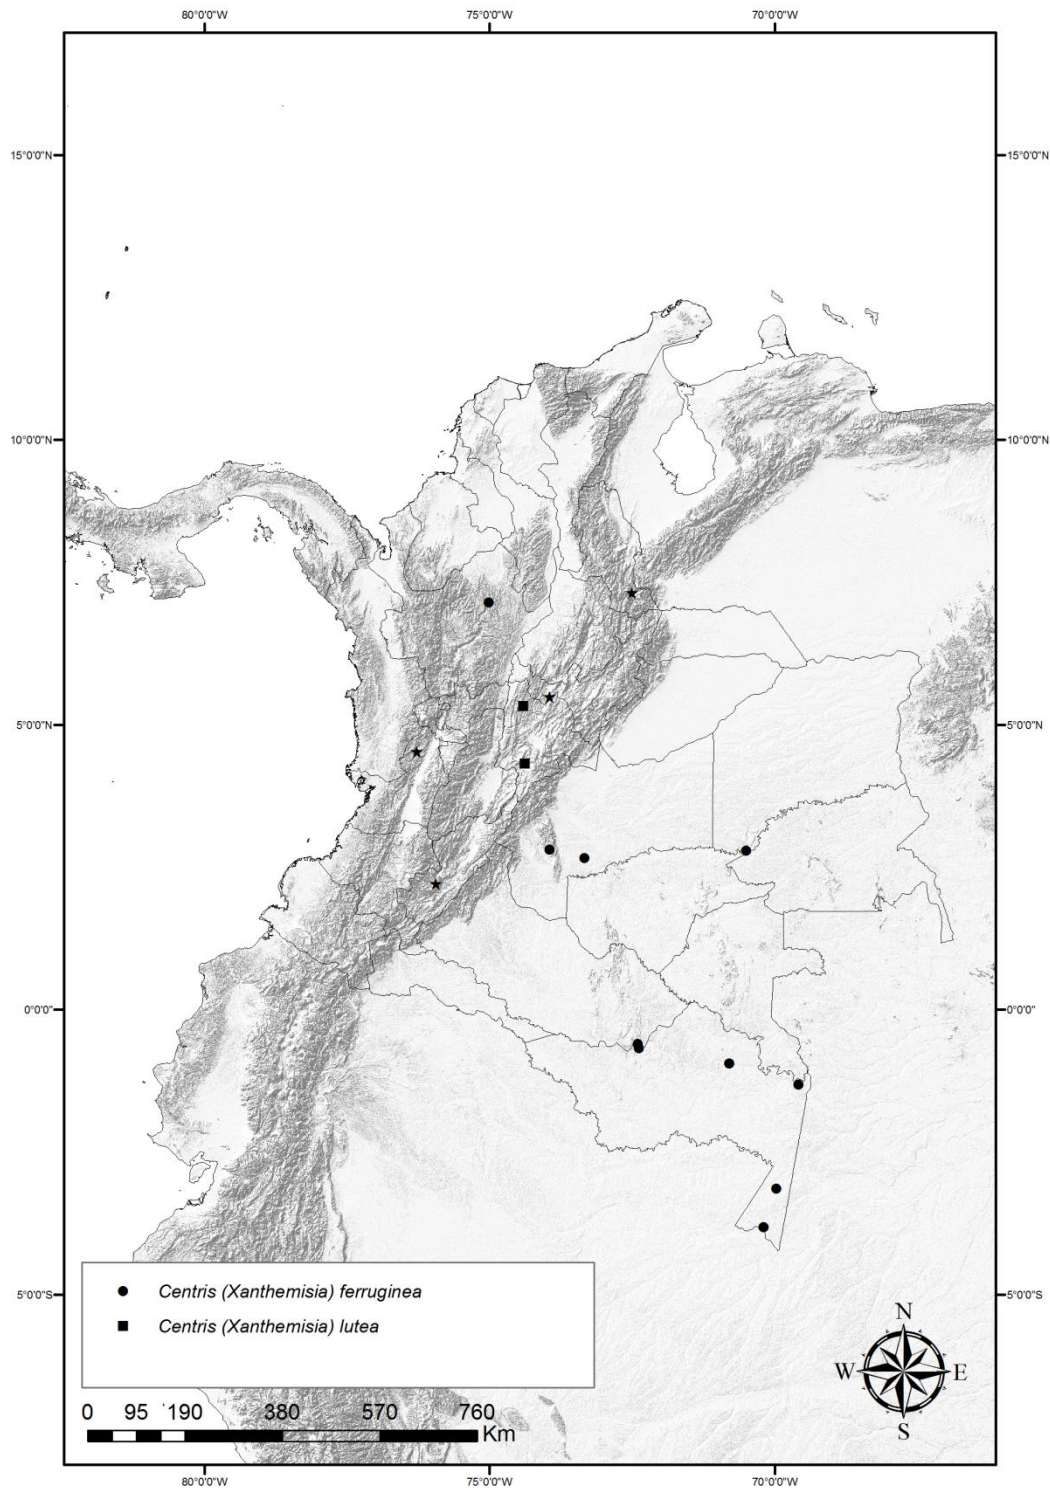 80°0'0"W 75°0'0"W 70°0'0"W
15°0'0"N 15°0'0"N
10°0'0"N 10°0'0"N
5°0'0"N 5°0'0"N
0°0'0" 0°0'0"
5°0'0"S 5°0'0"S
Centris (Xanthemisia) ferruginea
Centris (Xanthemisia) lutea
N
W E
S
0 95 190 380 570 760
Km
80°0'0"W 75°0'0"W 70°0'0"W